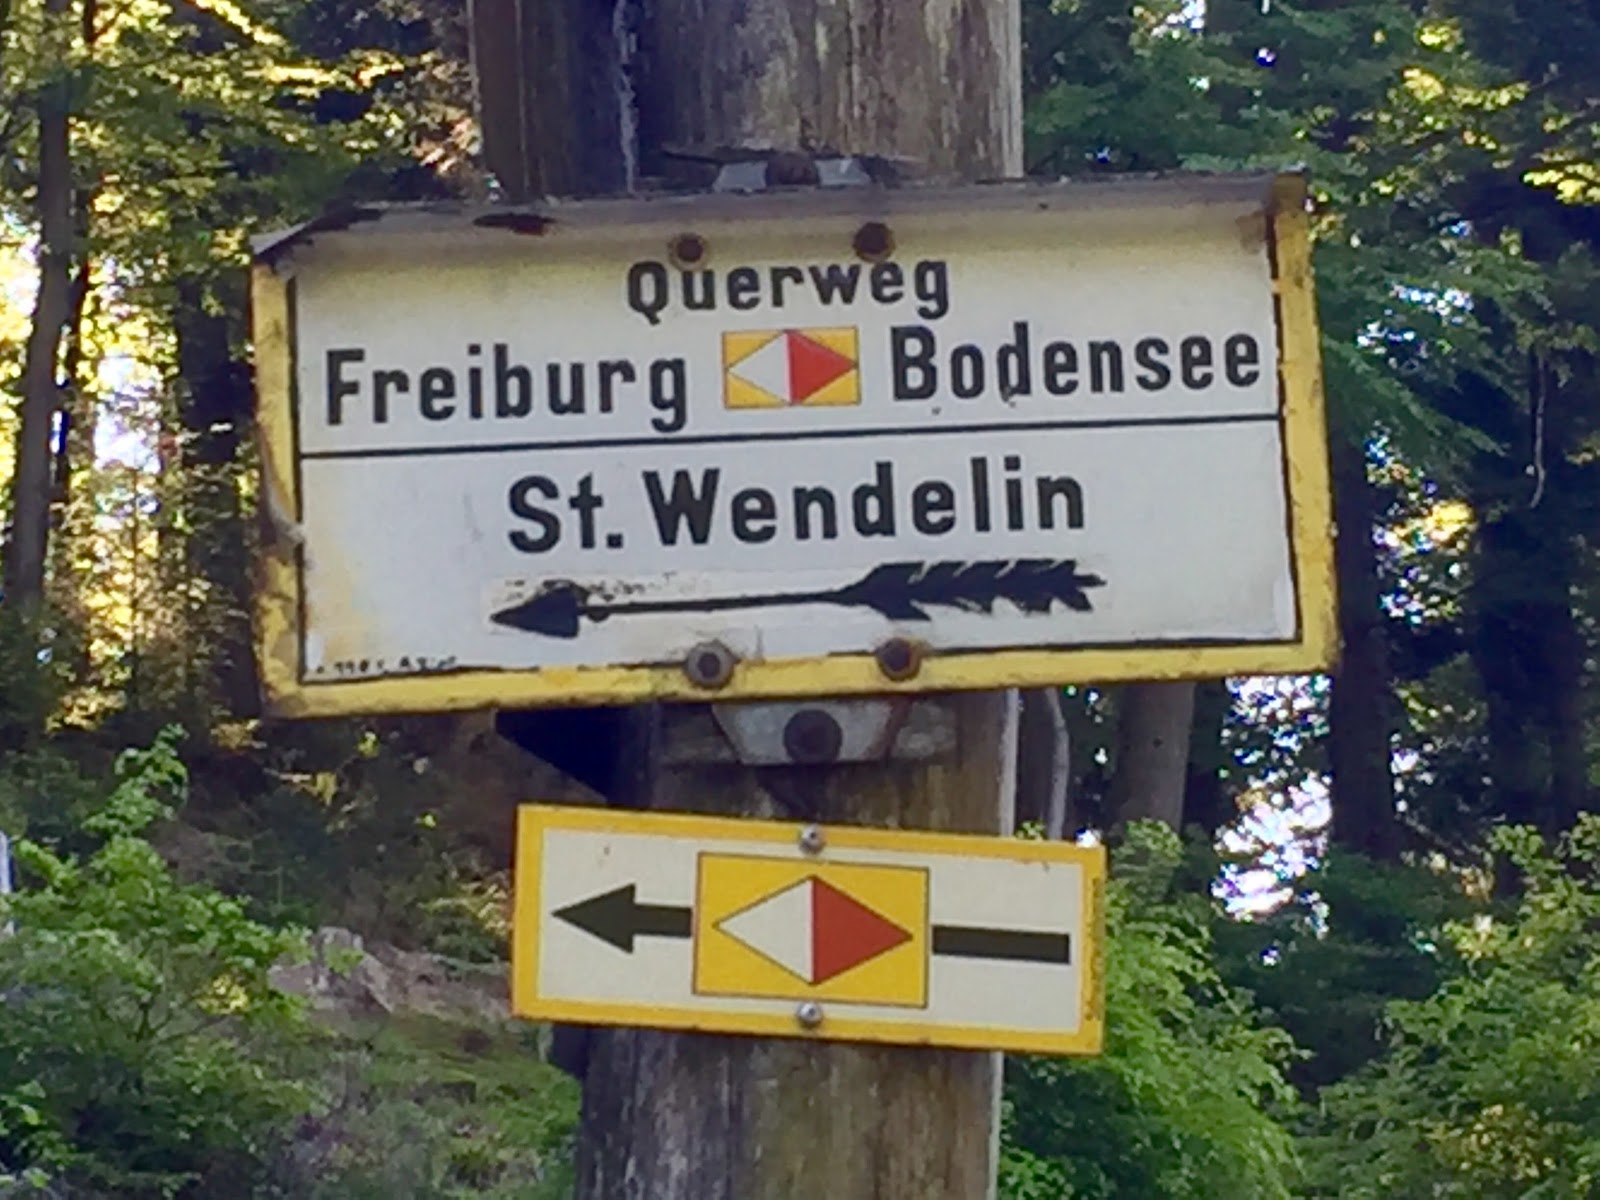 Querweg
Freiburg Bodensee
St. Wendelin